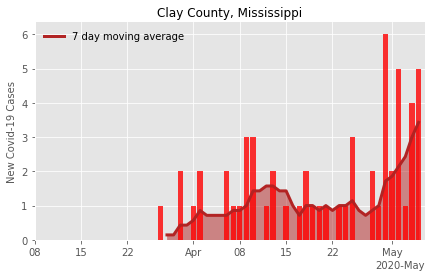 Clay County, Mississippi
7 day moving average
New Covid-19 Cases
6
5
4
3
2
1
0
08 15 22 Apr 08 15 22 May
2020-May